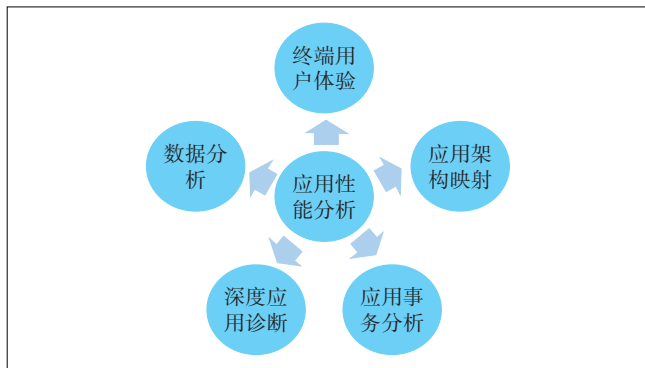 终端用
户体验
数据分
析
应用架
构映射
应用性
能分析
深度应
用诊断
应用事
务分析